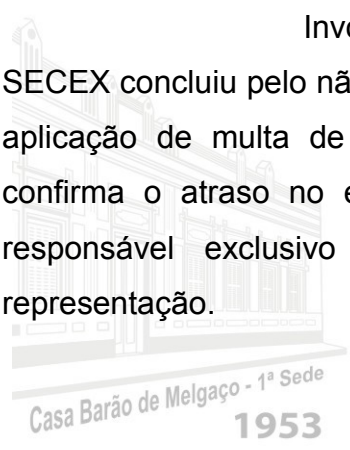 Invo
SECEX concluiu pelo nã
aplicação de multa de
confirma o atraso no e
responsável exclusivo
representação.
Casa Barão de Melgaço - 1ª Sede
1953